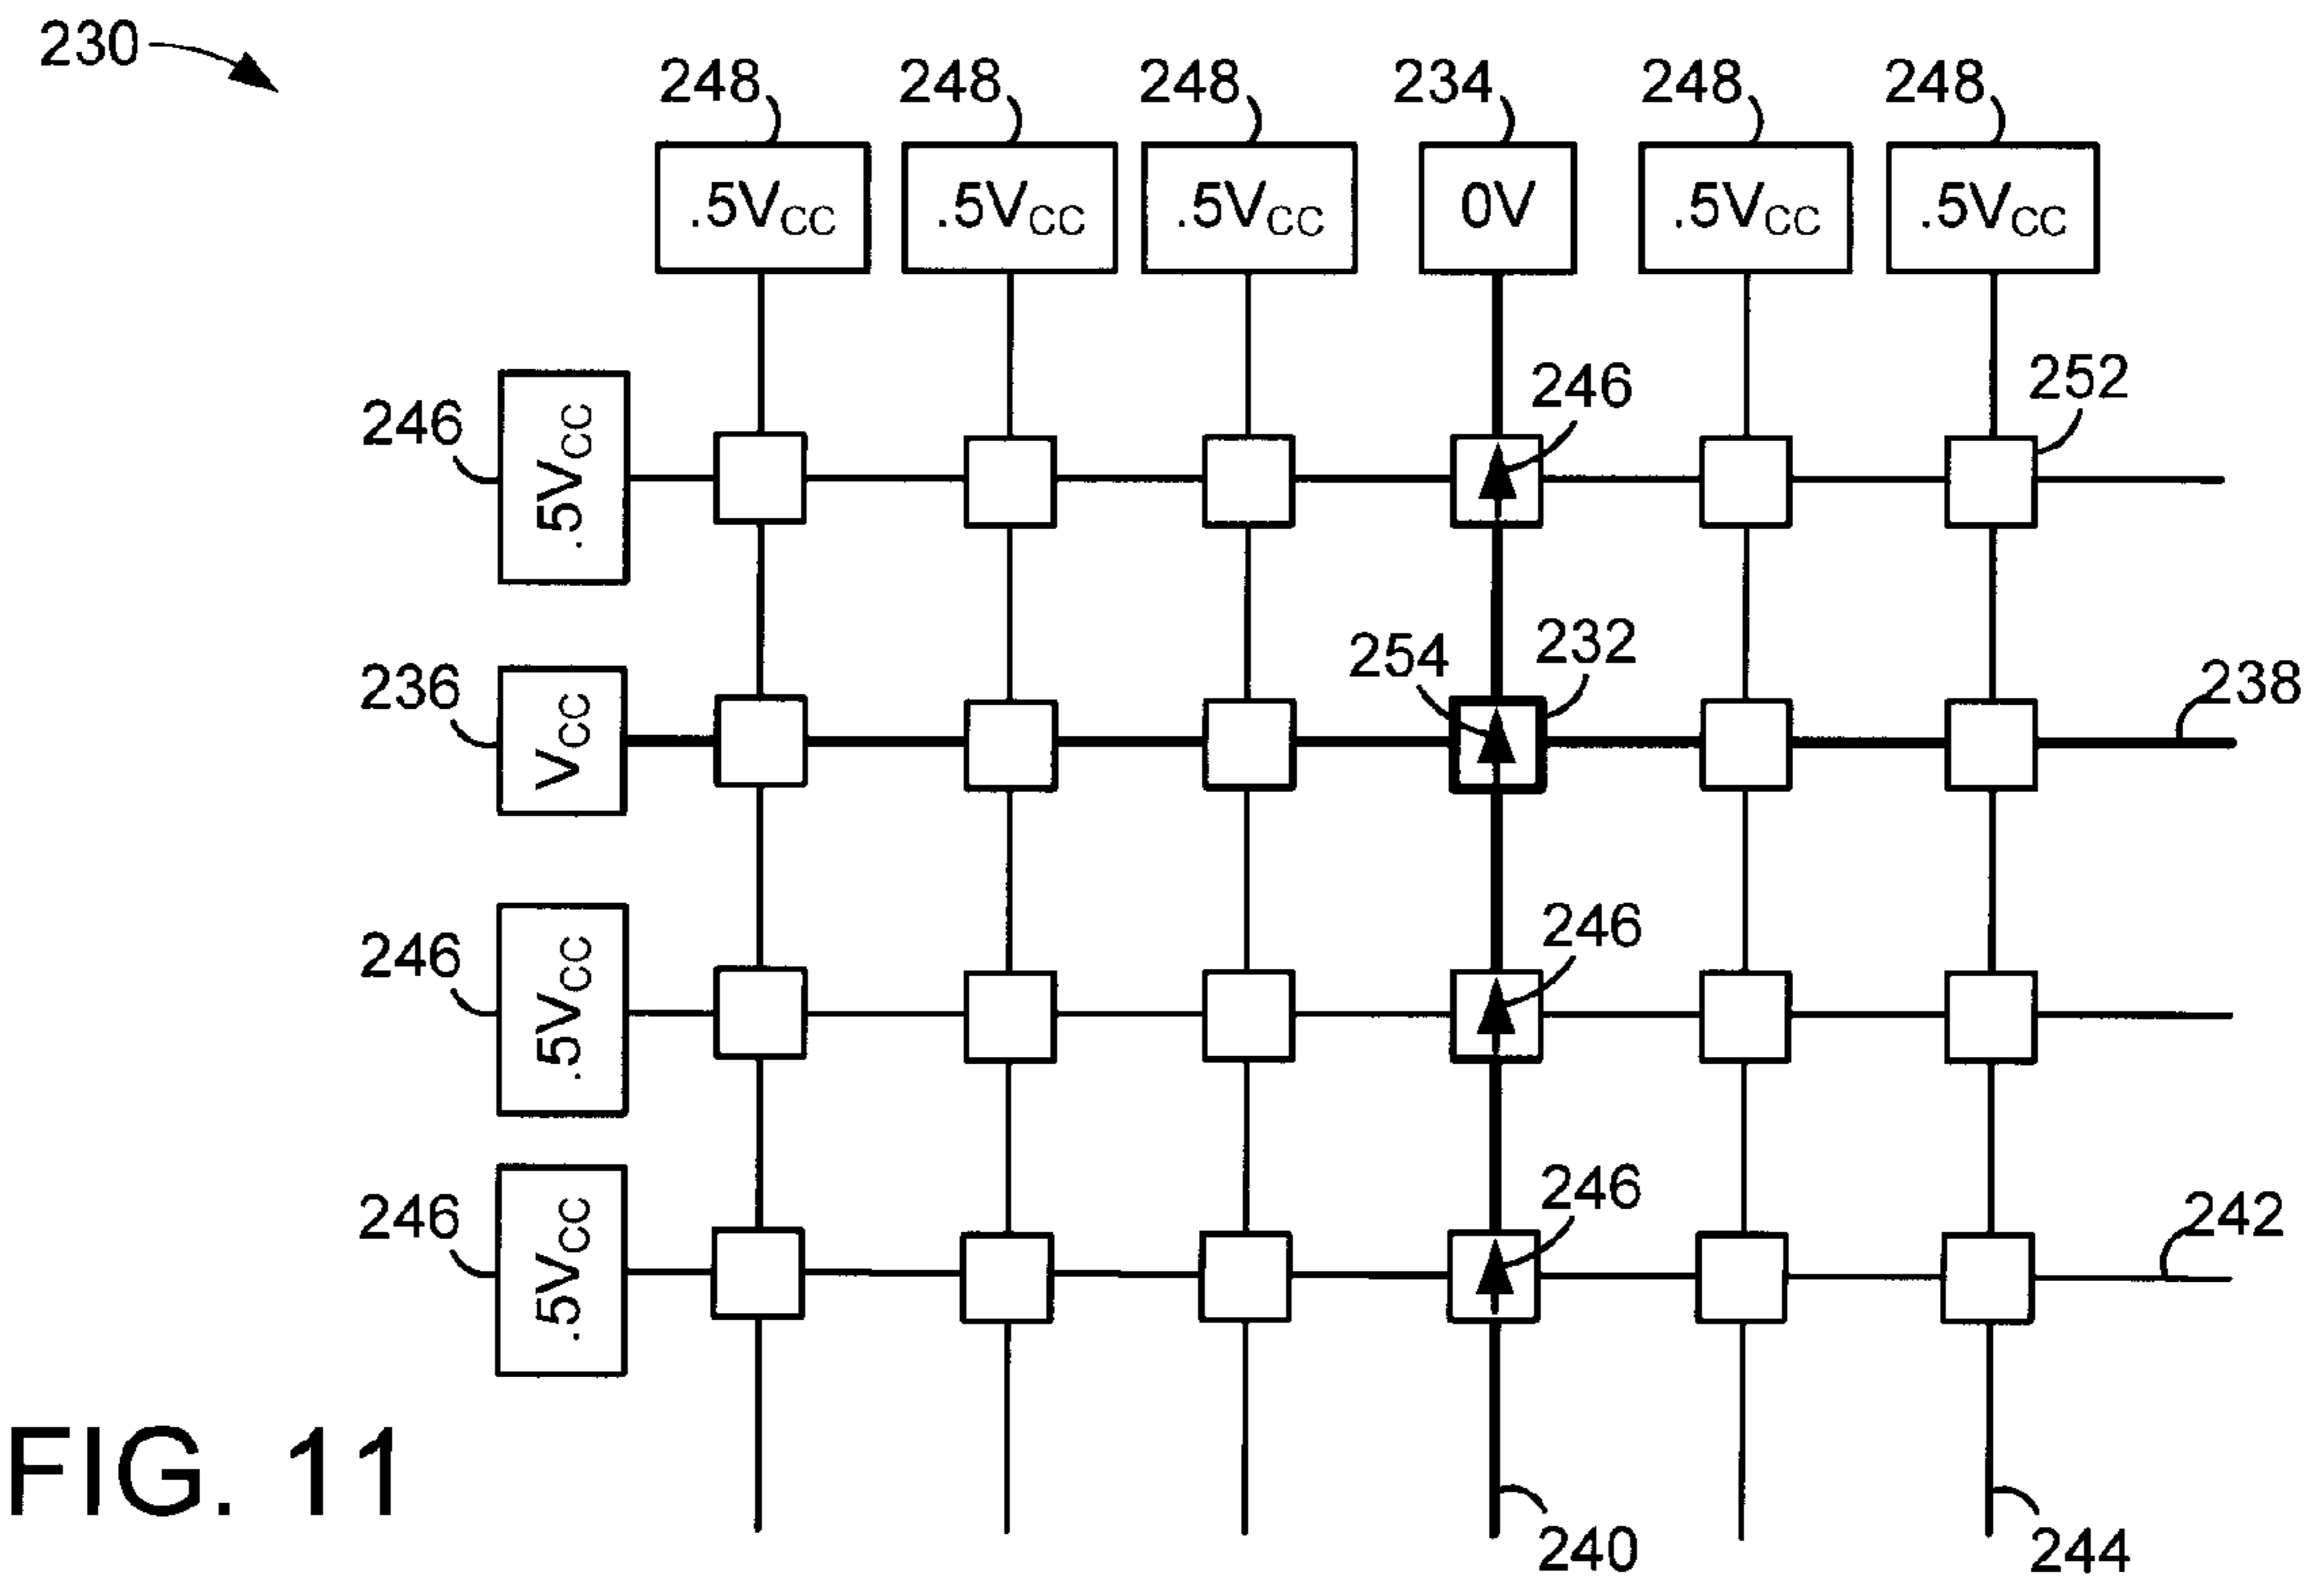 230
248 248 248 234 248 248
.5VCC .5VCC .5VCC 0V .5VCC .5VCC
246 .5VCC 246 252
236 VCC 254 232 238
246 .5VCC 246
246 .5VCC 246 242
FIG. 11
240 244